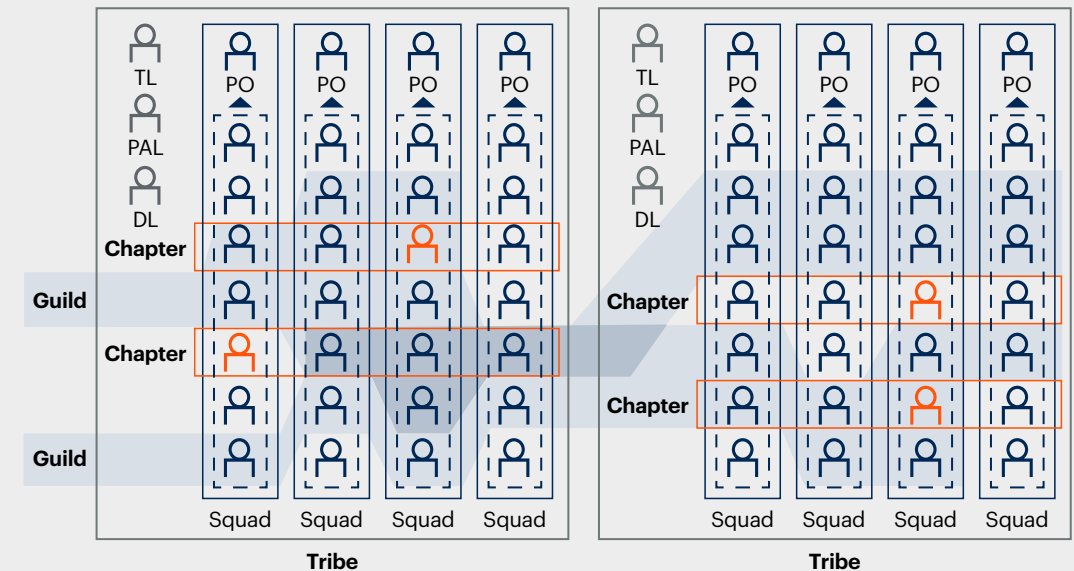 TL
PO PO PO PO
PAL
DL
Chapter
Guild
Chapter
Guild
Squad Squad Squad Squad
Tribe
TL
PO PO PO PO
PAL
DL
Chapter
Chapter
Squad Squad Squad Squad
Tribe